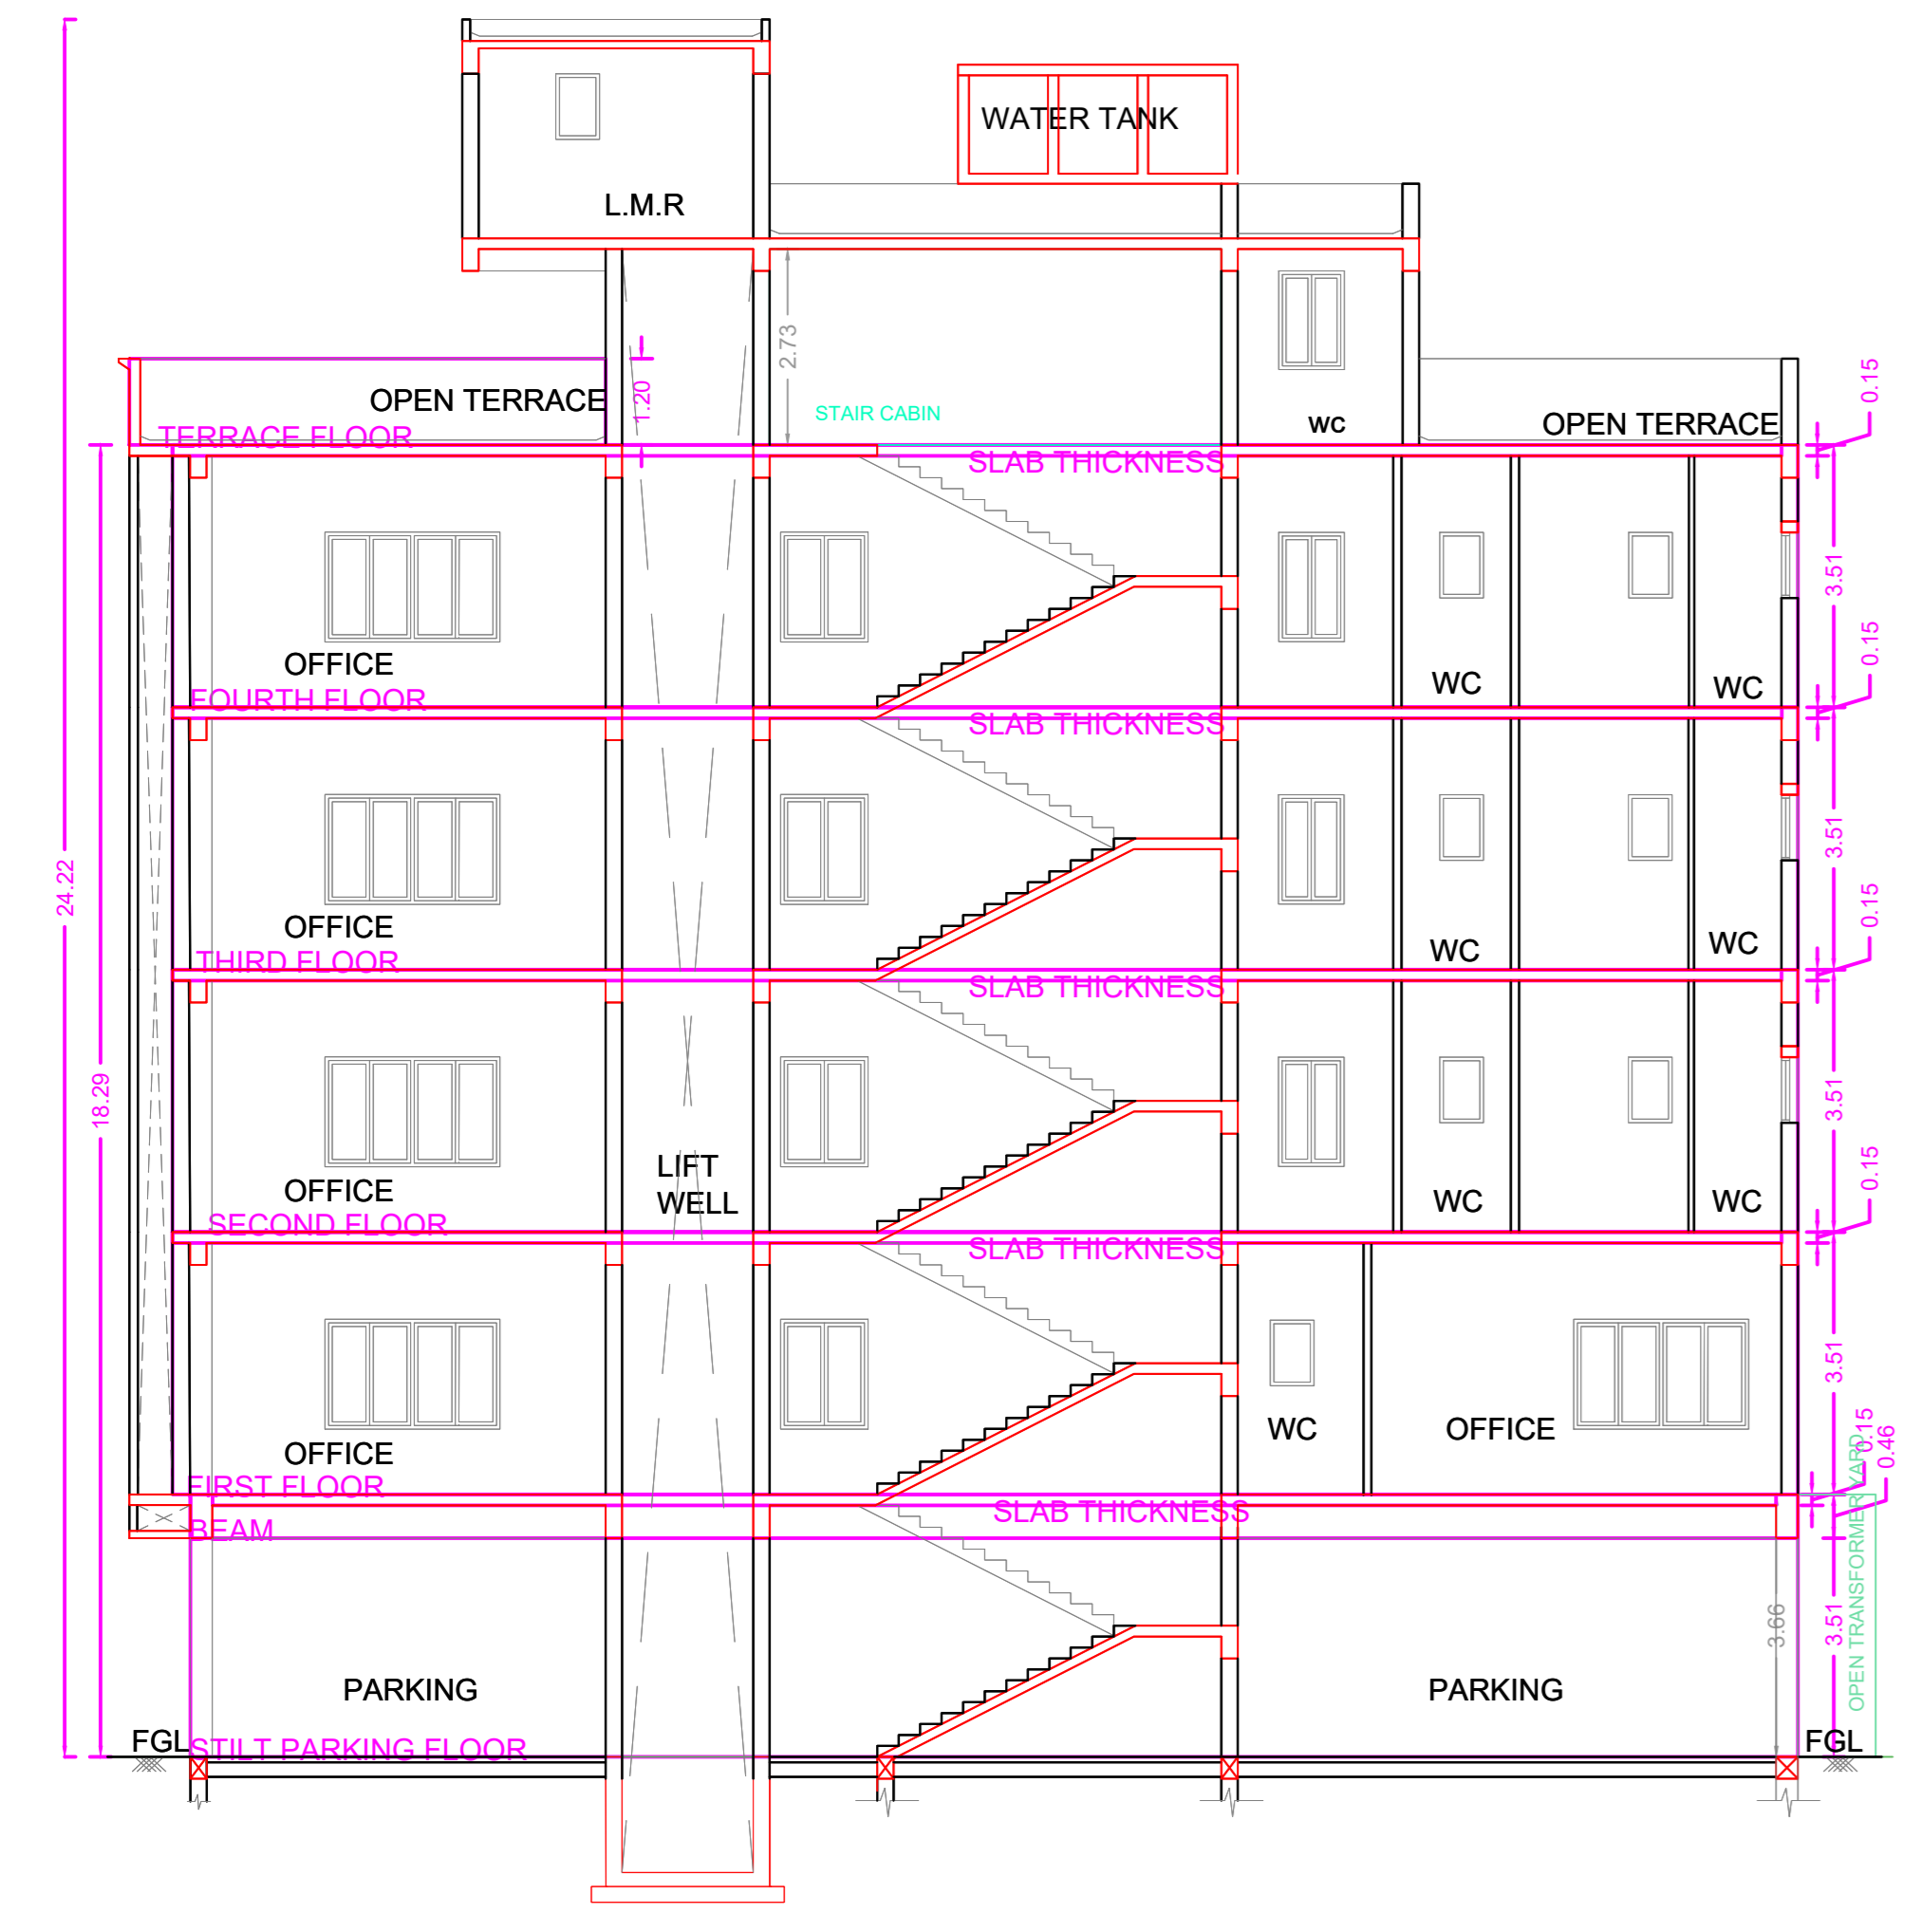 WATER TANK
L.M.R
2.73
1.20
0.15
OPEN TERRACE
STAIR CABIN
WC
OPEN TERRACE
TERRACE FLOOR
SLAB THICKNESS
3.51
0.15
OFFICE
WC
WC
FOURTH FLOOR
SLAB THICKNESS
24.22
3.51
0.15
OFFICE
WC
WC
THIRD FLOOR
SLAB THICKNESS
18.29
3.51
0.15
LIFT
WELL
OFFICE
WC
WC
SECOND FLOOR
SLAB THICKNESS
3.51
0.15
0.46
OFFICE
WC
OFFICE
FIRST FLOOR
SLAB THICKNESS
BEAM
OPEN TRANSFORMER YARD
3.66
3.51
PARKING
PARKING
FGL
STILT PARKING FLOOR
FGL